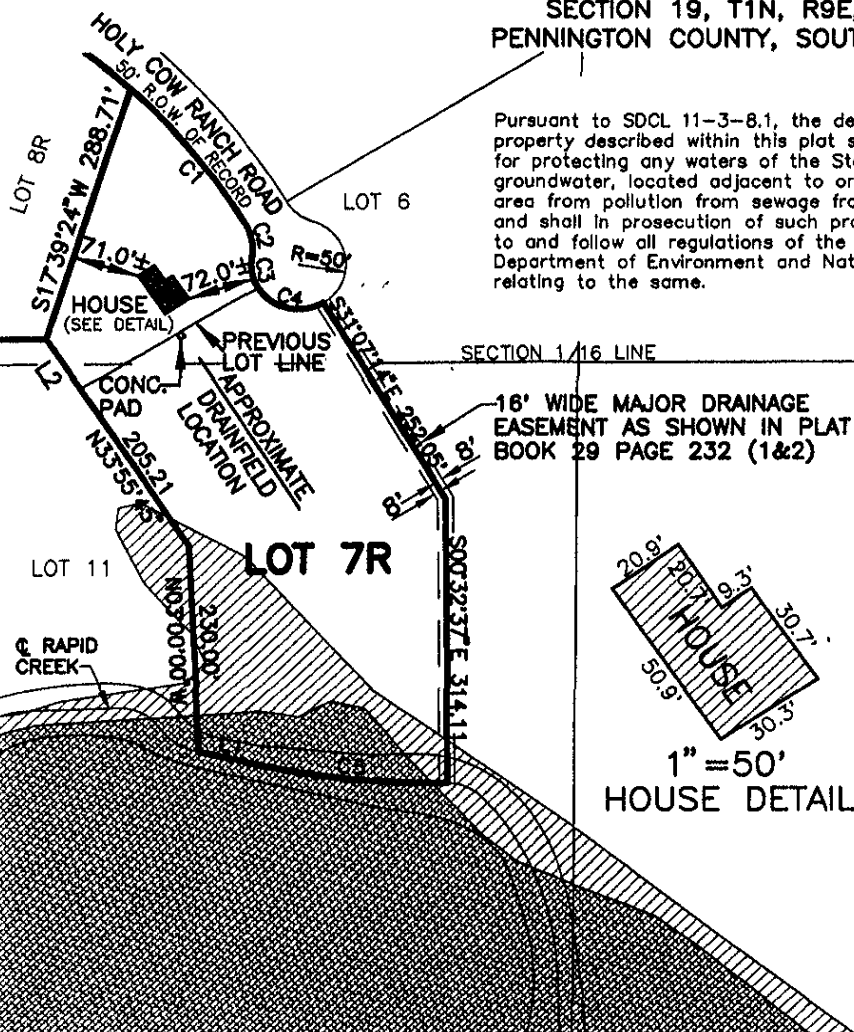 SECTION 19, T1N, R9E,
PENNINGTON COUNTY, SOUT
Pursuant to SDCL 11-3-8.1, the de
property described within this plat s
for protecting any waters of the Sta
groundwater, located adjacent to or
area from pollution from sewage fro
and shall in prosecution of such pro
to and follow all regulations of the
Department of Environment and Nat
relating to the same.
HOLY COW RANCH ROAD
50' R.O.W. OF RECORD
LOT 8R
S17°39'24"W 288.71'
C1
LOT 6
C2
C3
R=50'
C4
71.0'±
72.0'±
HOUSE
(SEE DETAIL)
PREVIOUS
LOT LINE
L2
CONC.
PAD
APPROXIMATE
DRAINFIELD
LOCATION
S31°07'14"E 252.05'
SECTION 1/16 LINE
16' WIDE MAJOR DRAINAGE
EASEMENT AS SHOWN IN PLAT
BOOK 29 PAGE 232 (1&2)
8'
8'
205.21
N33°55'45"
LOT 11
LOT 7R
N03°00'00"W
230.00'
S00°32'37"E 314.11
℄ RAPID
CREEK
20.9'
20.7'
9.3'
30.7'
HOUSE
50.9'
30.3'
1"=50'
HOUSE DETAIL